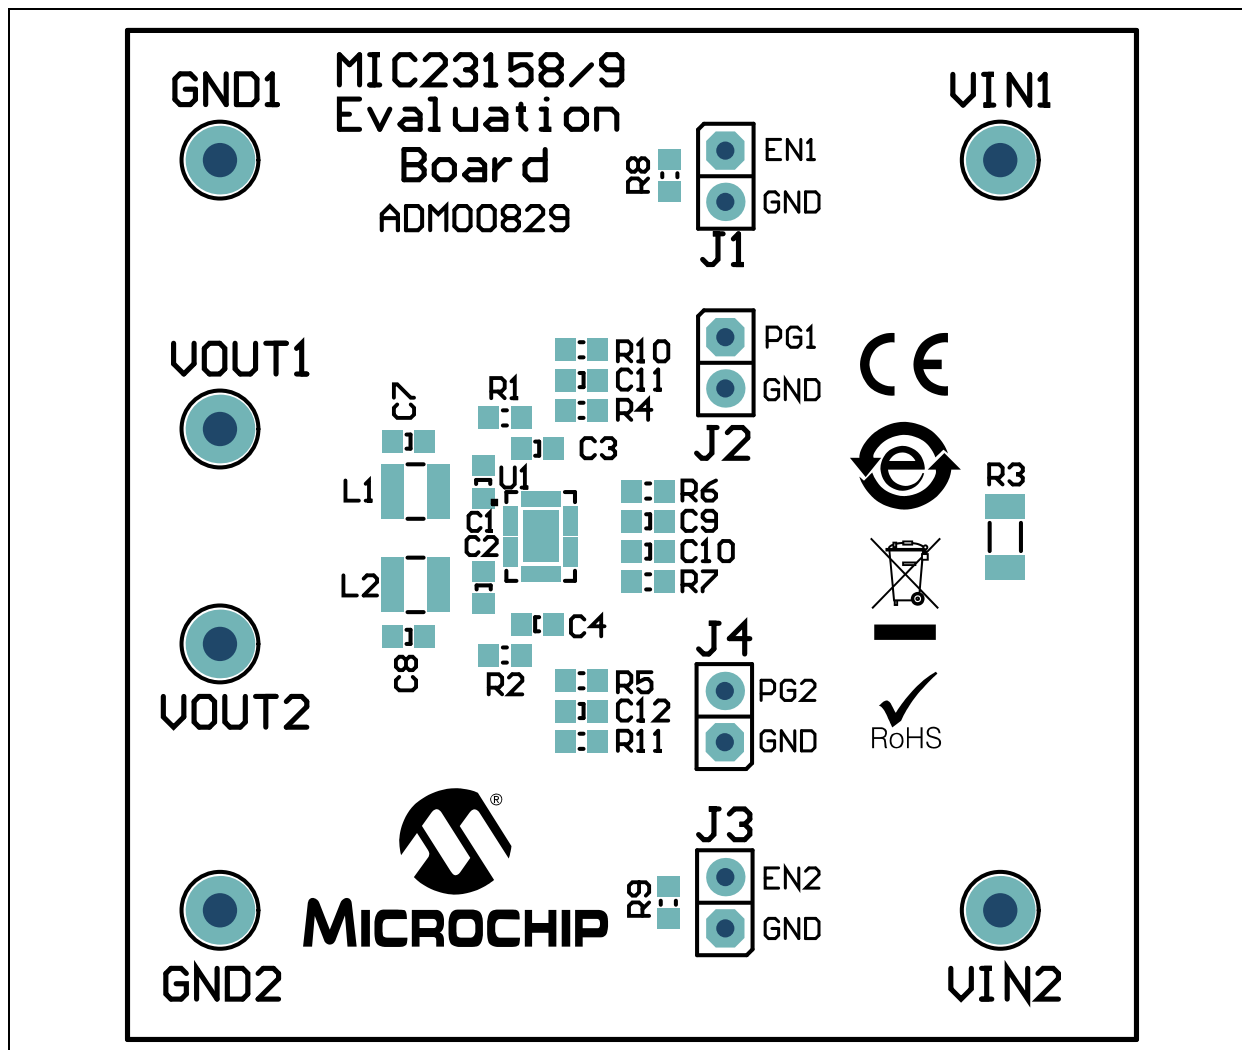 MIC23158/9
Evaluation
Board
ADM00829
GND1
VIN1
EN1
GND
R8
J1
VOUT1
PG1
GND
J2
R10
C11
R4
R1
C7
C3
CE
e
L1
U1
C1
C2
R6
C9
C10
R7
R3
L2
C4
C8
R2
J4
VOUT2
R5
C12
R11
PG2
GND
RoHS
®
MICROCHIP
J3
R9
EN2
GND
GND2
VIN2